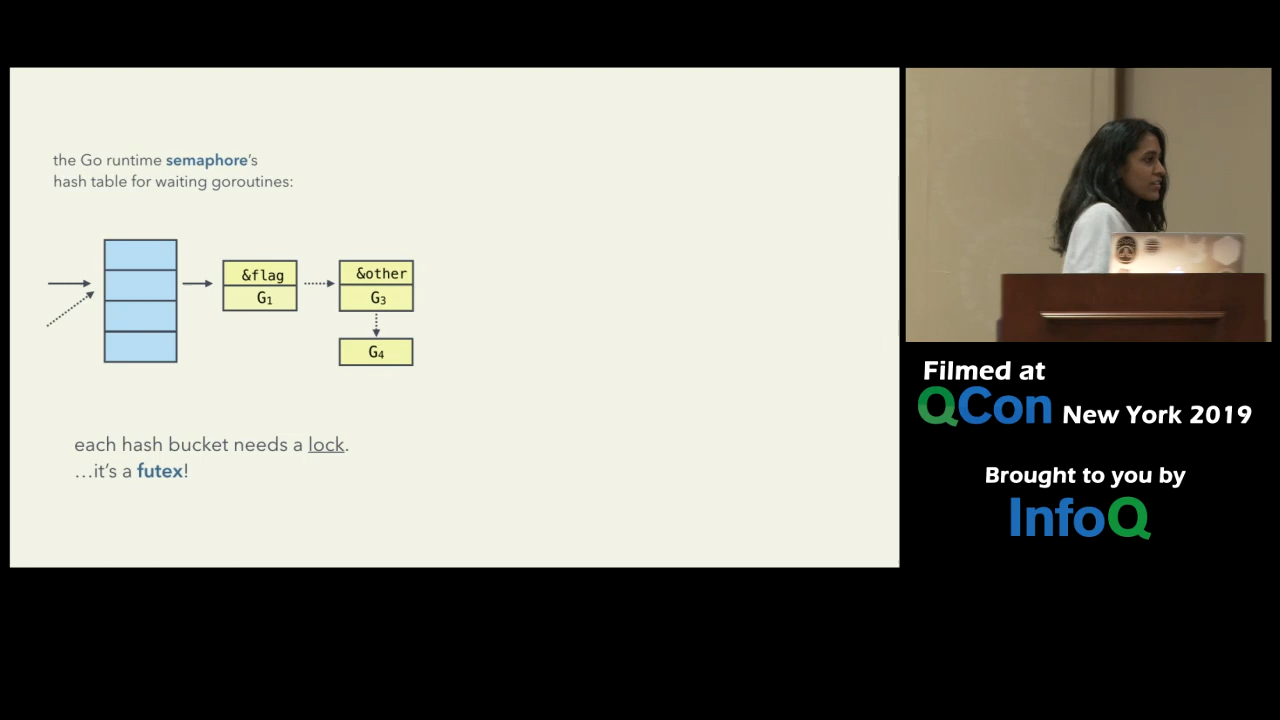 the Go runtime semaphore's
hash table for waiting goroutines:
&flag
G₁
&other
G₃
G₄
each hash bucket needs a lock.
...it's a futex!
Filmed at
QCon New York 2019
Brought to you by
InfoQ